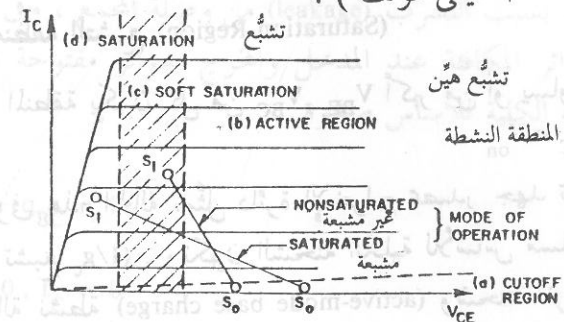 I_C
(d) SATURATION
تشبُّع
(c) SOFT SATURATION
تشبُّع هيِّن
(b) ACTIVE REGION
المنطقة النشطة
S_1
S_1
NONSATURATED
غير مشبعة
MODE OF OPERATION
SATURATED
مشبعة
(a) CUTOFF REGION
S_0
S_0
V_CE